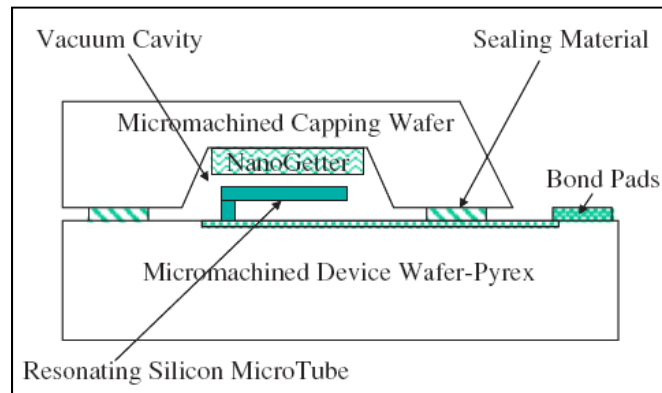 Vacuum Cavity
Sealing Material
Micromachined Capping Wafer
NanoGetter
Bond Pads
Micromachined Device Wafer-Pyrex
Resonating Silicon MicroTube